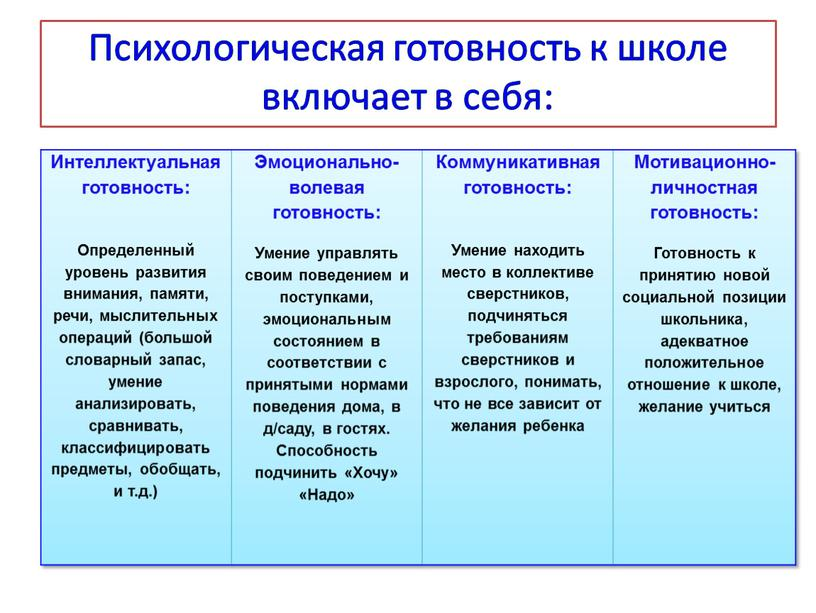 Психологическая готовность к школе
включает в себя:
Интеллектуальная
готовность:
Определенный
уровень развития
внимания, памяти,
речи, мыслительных
операций (большой
словарный запас,
умение
анализировать,
сравнивать,
классифицировать
предметы, обобщать,
и т.д.)
Эмоционально-
волевая
готовность:
Умение управлять
своим поведением и
поступками,
эмоциональным
состоянием в
соответствии с
принятыми нормами
поведения дома, в
д/саду, в гостях.
Способность
подчинить «Хочу»
«Надо»
Коммуникативная
готовность:
Умение находить
место в коллективе
сверстников,
подчиняться
требованиям
сверстников и
взрослого, понимать,
что не все зависит от
желания ребенка
Мотивационно-
личностная
готовность:
Готовность к
принятию новой
социальной позиции
школьника,
адекватное
положительное
отношение к школе,
желание учиться